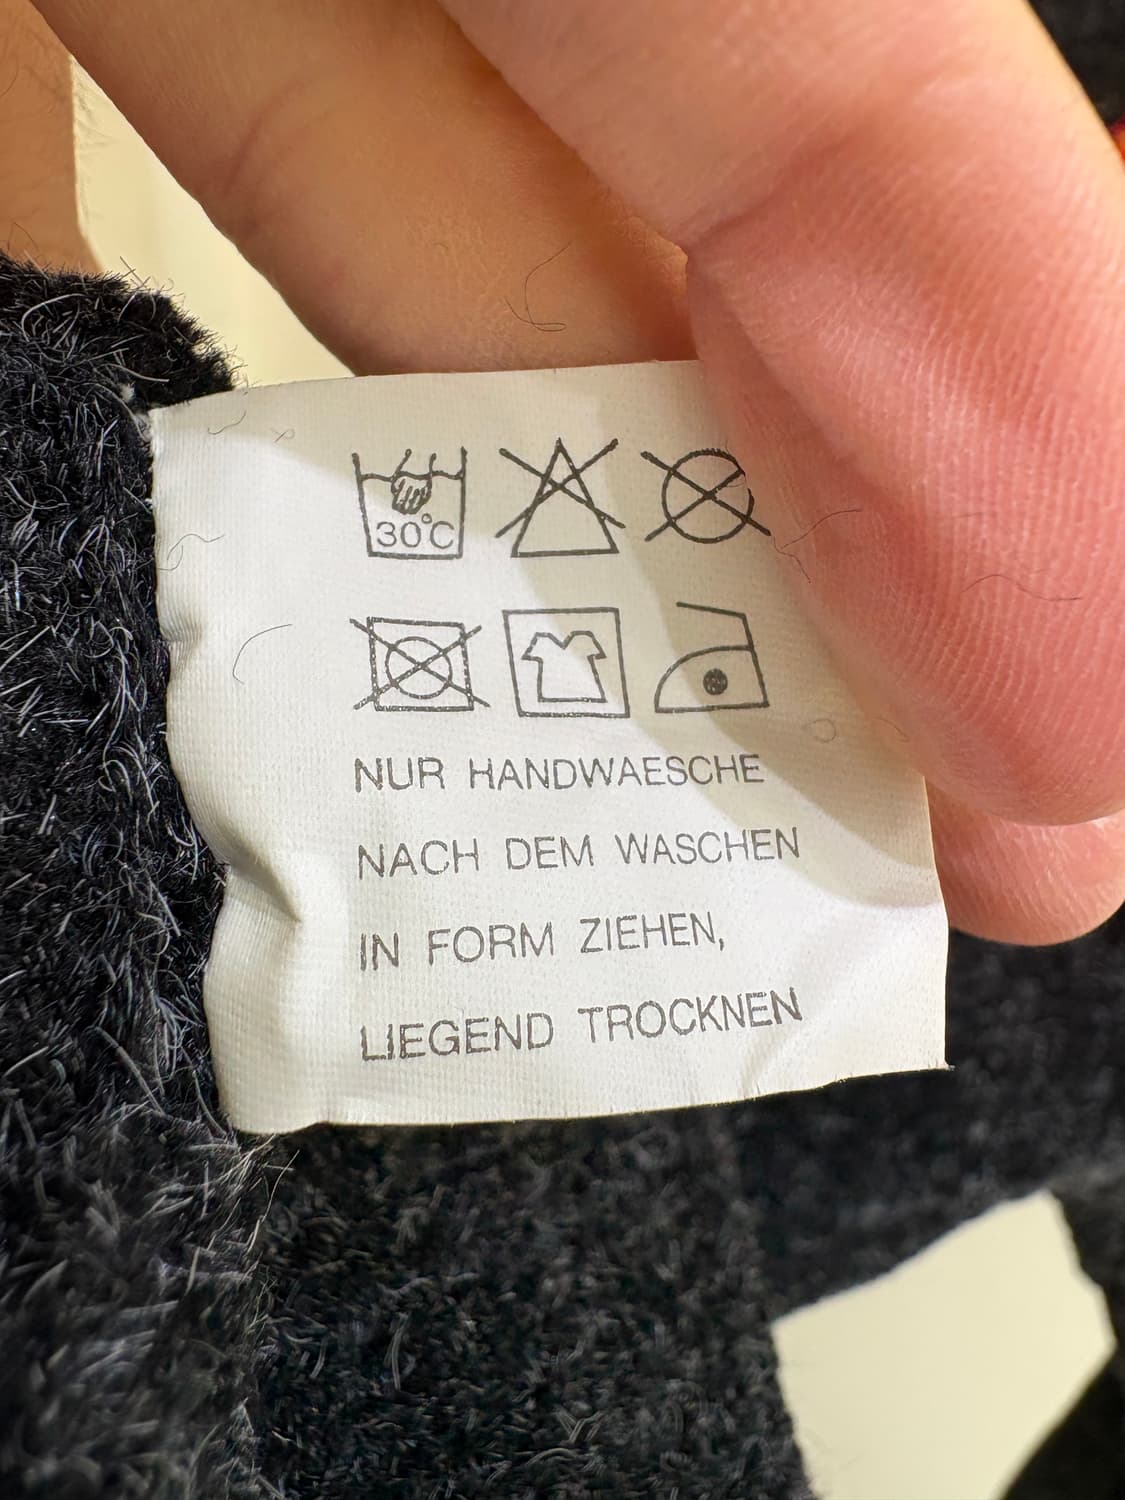 30°C
NUR HANDWAESCHE
NACH DEM WASCHEN
IN FORM ZIEHEN,
LIEGEND TROCKNEN